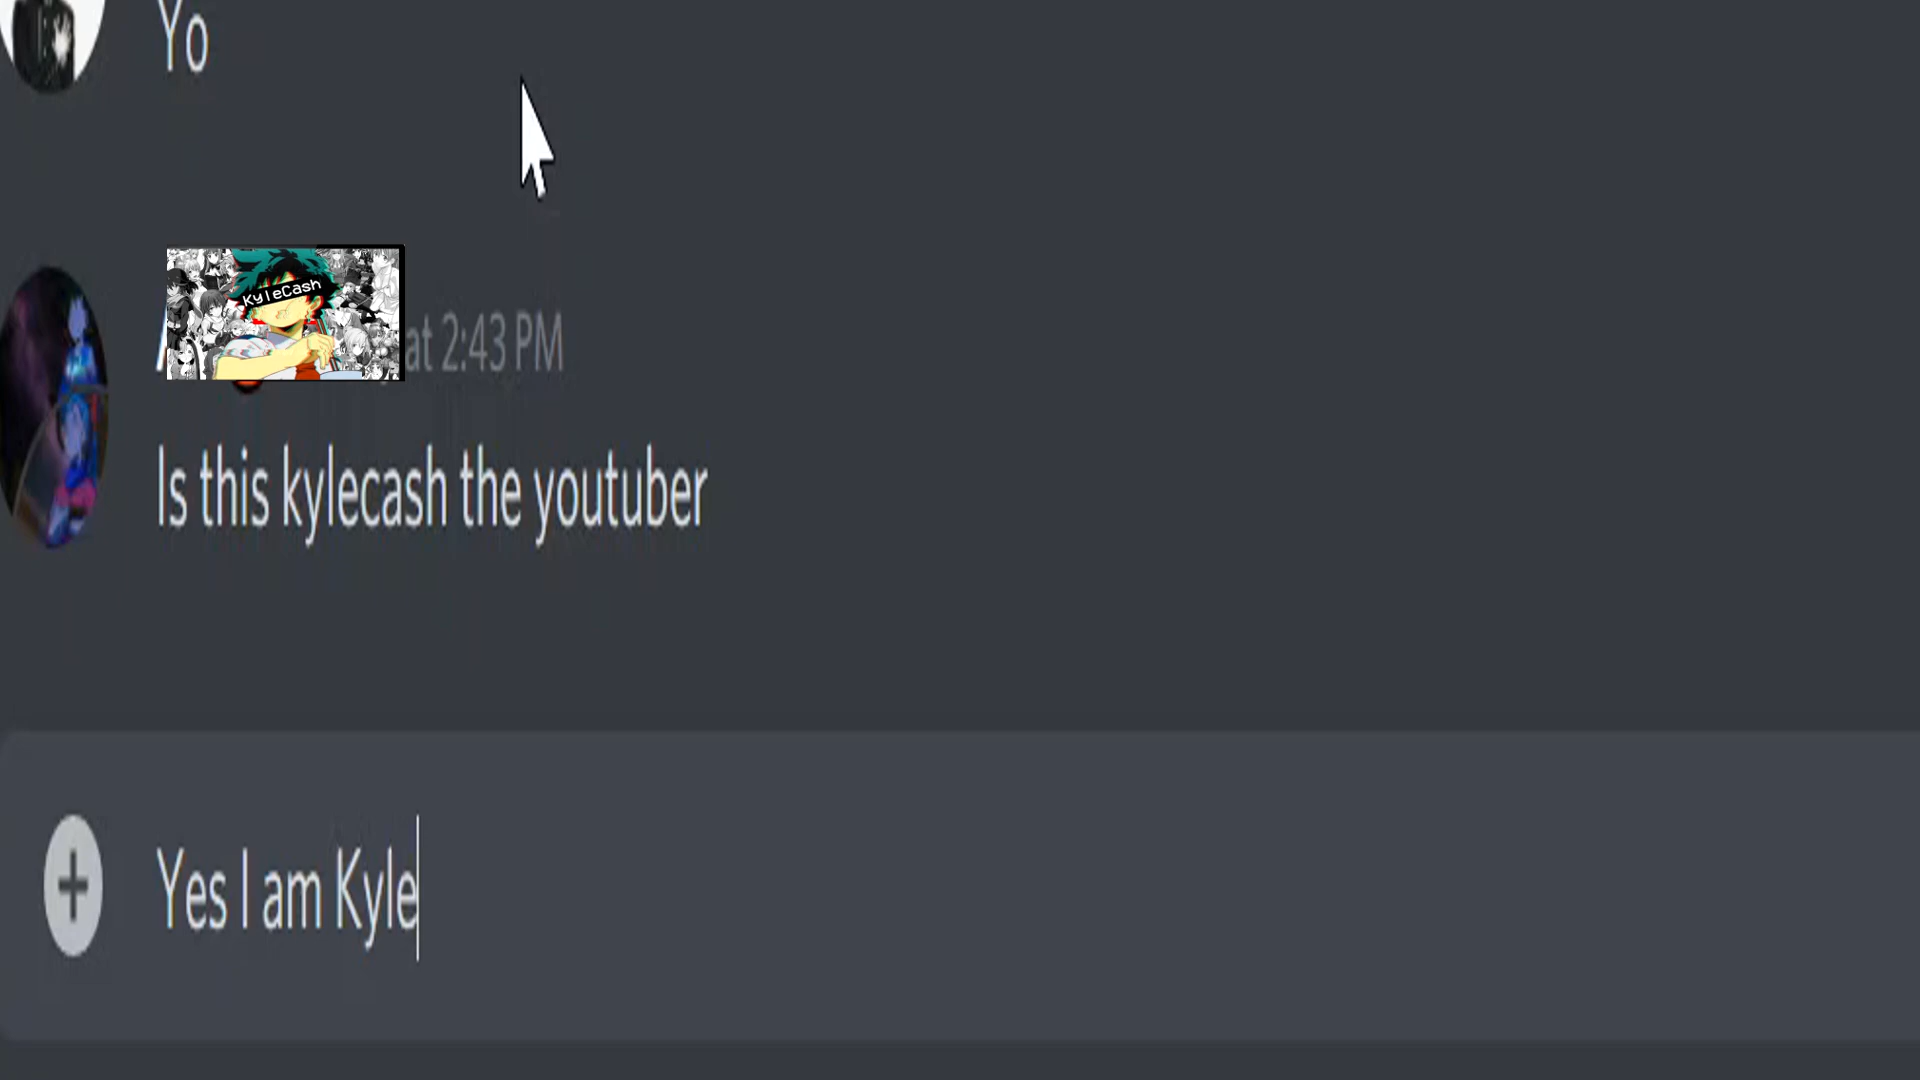 Yo
KyleCash
at 2:43 PM
Is this kylecash the youtuber
Yes I am Kyle